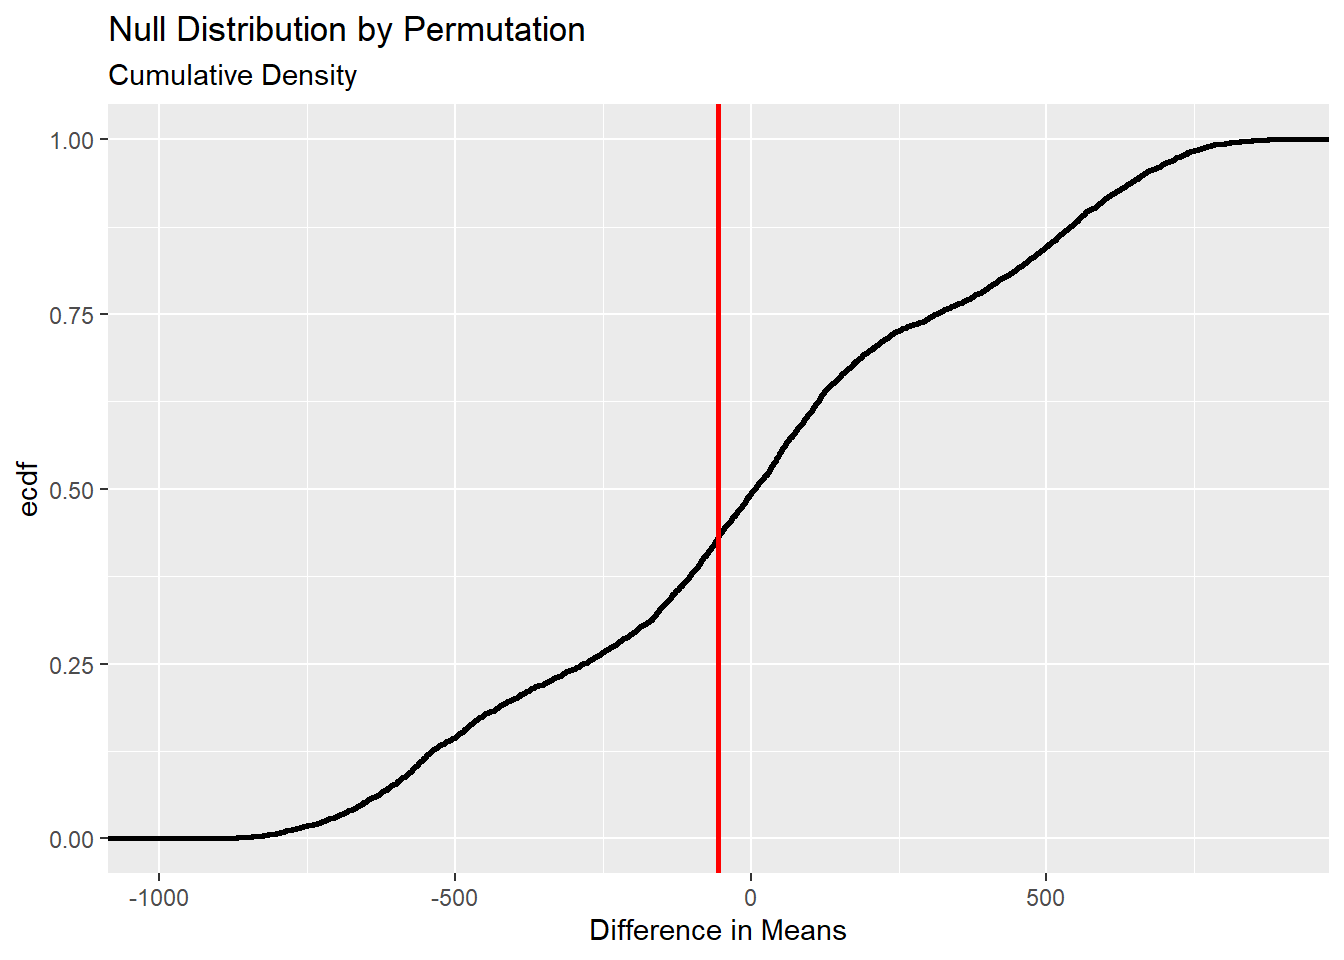 Null Distribution by Permutation
Cumulative Density
1.00
0.75
0.50
0.25
0.00
ecdf
-1000
-500
0
500
Difference in Means